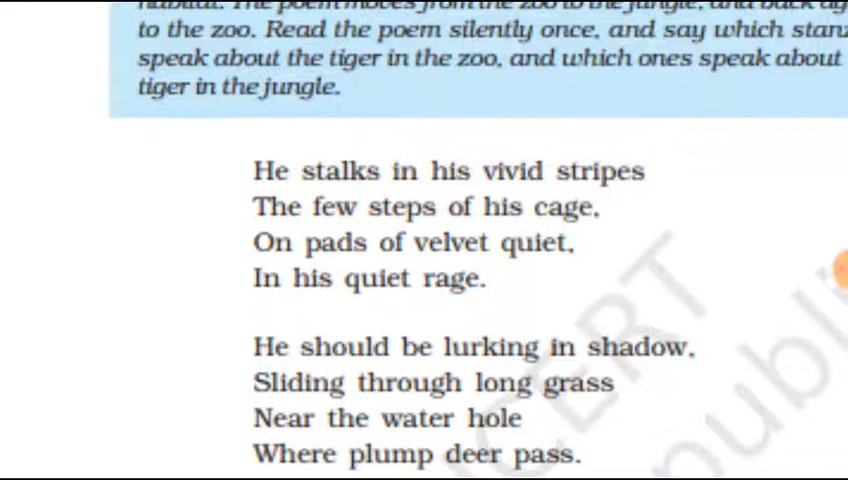 habitat. The poem moves from the zoo to the jungle, and back ag
to the zoo. Read the poem silently once, and say which stanz
speak about the tiger in the zoo, and which ones speak about
tiger in the jungle.
He stalks in his vivid stripes
The few steps of his cage,
On pads of velvet quiet,
In his quiet rage.
He should be lurking in shadow,
Sliding through long grass
Near the water hole
Where plump deer pass.
NCERT
publi